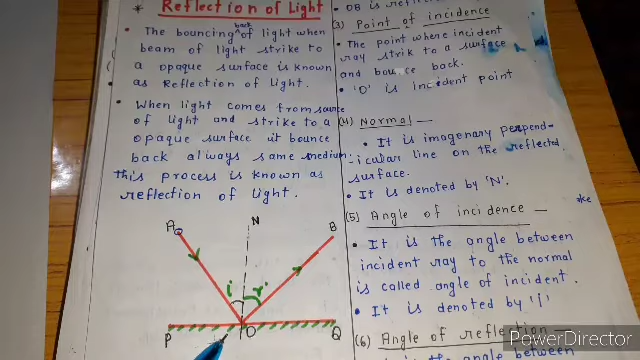 Reflection of Light
• The bouncing back of light when
beam of light strike to
a opaque surface is known
as Reflection of Light.
• When light comes from source
of light and strike to a
opaque surface it bounce
back always same medium
this process is known as
reflection of light.
A
N
B
i
r
P
O
Q
• OB is
(3) Point of incidence
• The point where incident
ray strik to a surface
and bounce back.
• 'O' is Incident point
(4) Normal
• It is imagenary perpend-
icular line on the reflected
surface.
• It is denoted by 'N'.
(5) Angle of incidence –
• It is the angle between
incident ray to the normal
is called angle of incident.
• It is denoted by 'i'
(6) Angle of reflection –
is the angle between
PowerDirector